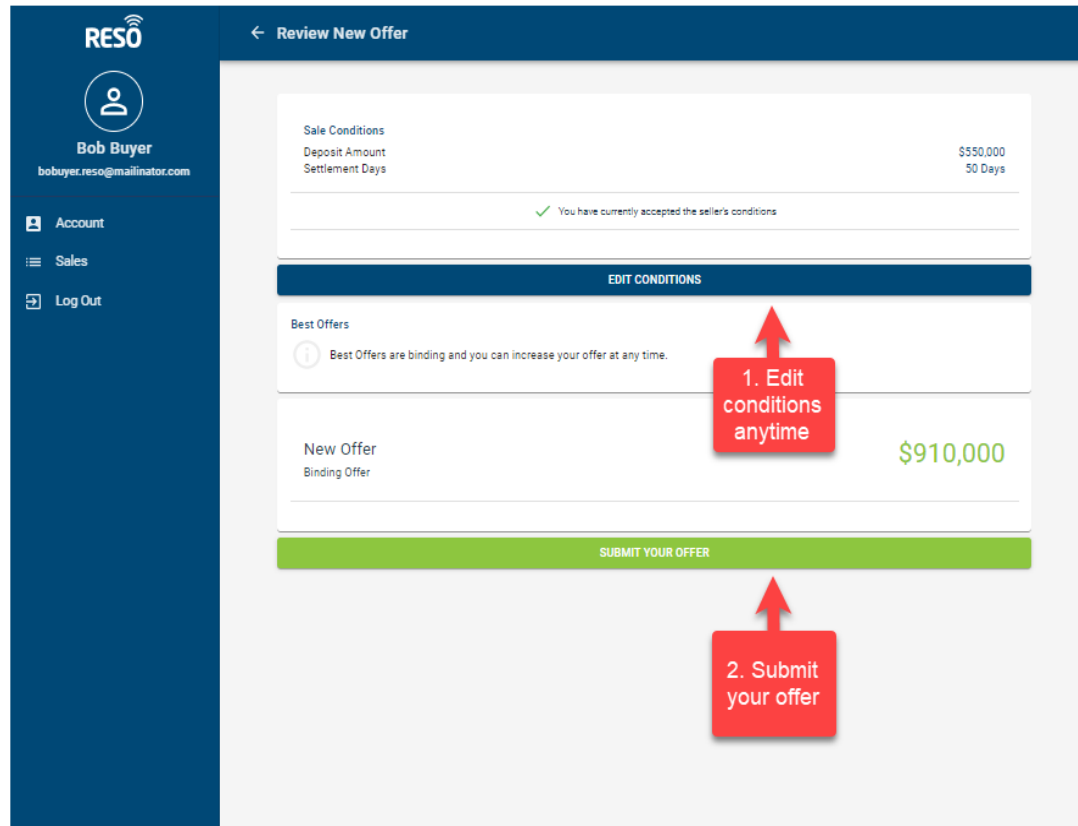 RESO
Review New Offer
Bob Buyer
bobuyer.reso@mailinator.com
Account
Sales
Log Out
Sale Conditions
Deposit Amount $550,000
Settlement Days 50 Days
You have currently accepted the seller's conditions
EDIT CONDITIONS
Best Offers
Best Offers are binding and you can increase your offer at any time.
1. Edit
conditions
anytime
New Offer $910,000
Binding Offer
SUBMIT YOUR OFFER
2. Submit
your offer